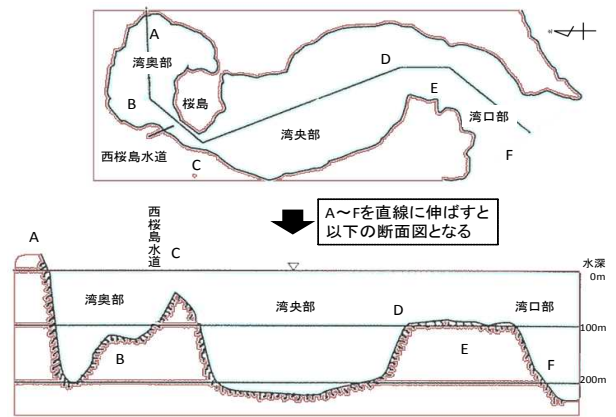 A
湾奥部
桜島
B
西桜島水道
C
湾央部
D
E
湾口部
F
A～Fを直線に伸ばすと
以下の断面図となる
A
西桜島水道
C
水深
0m
湾奥部
湾央部
D
湾口部
100m
B
E
F
200m